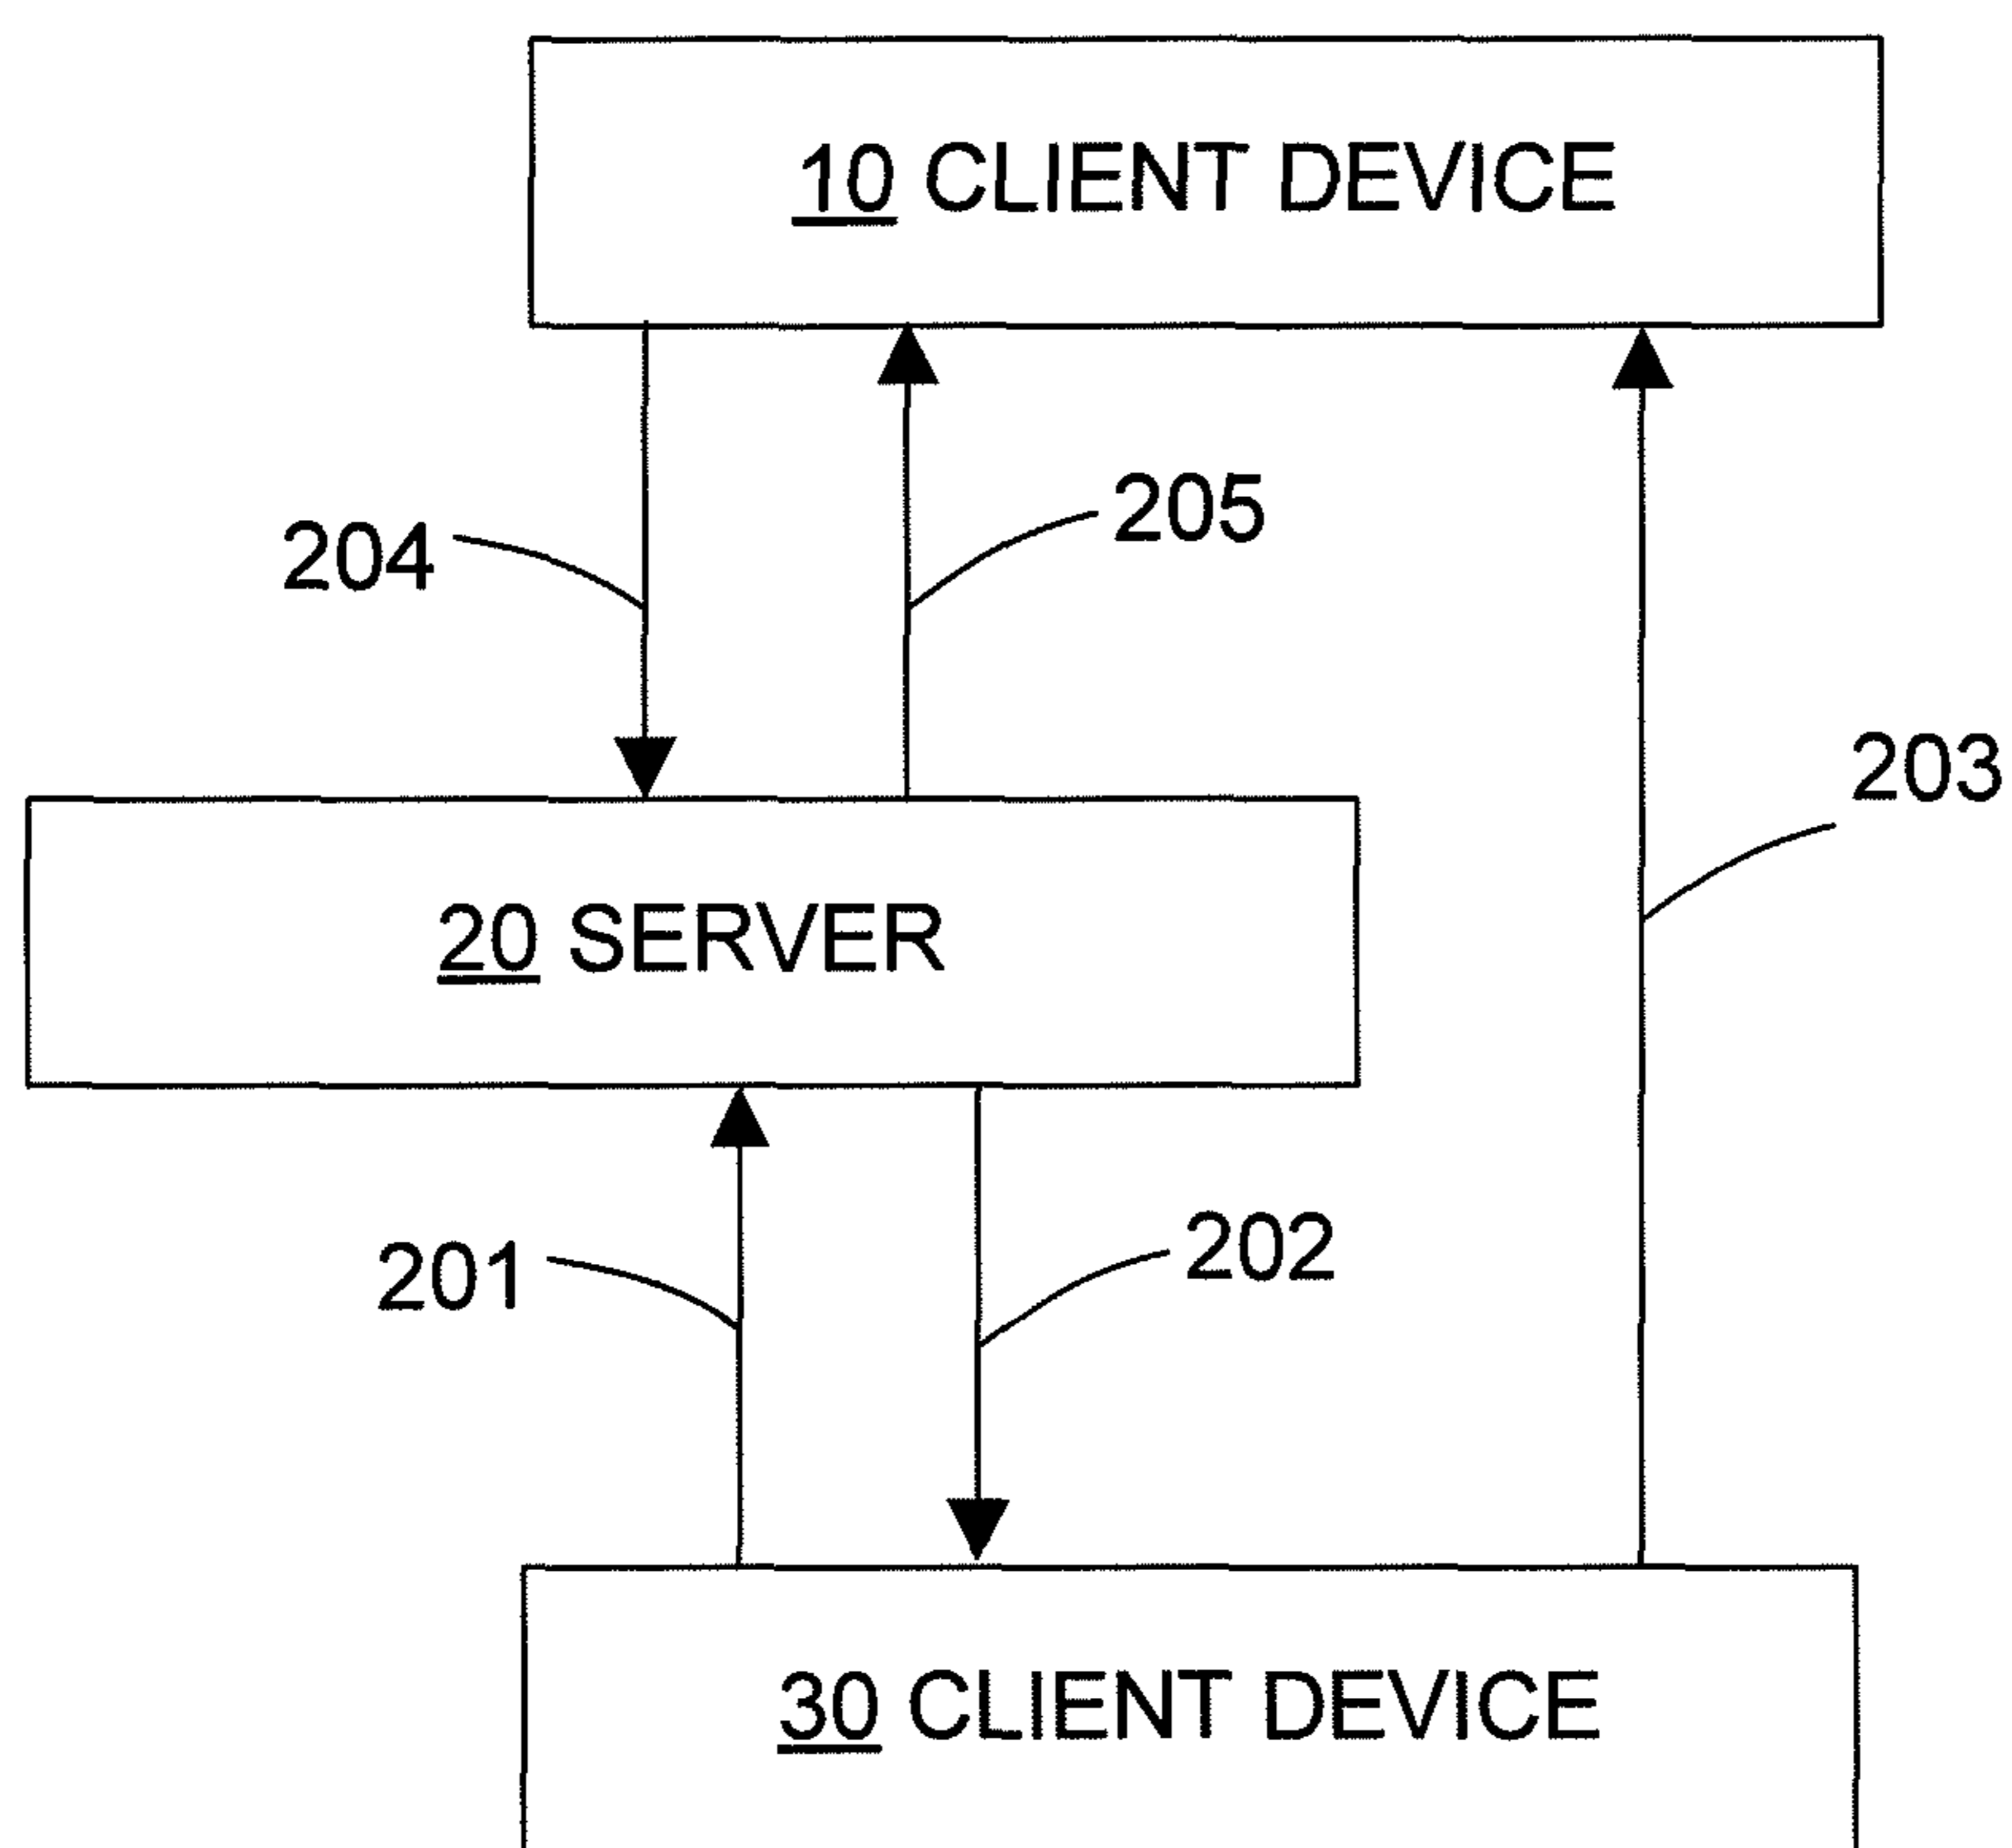 10 CLIENT DEVICE
205
204
203
20 SERVER
202
201
30 CLIENT DEVICE